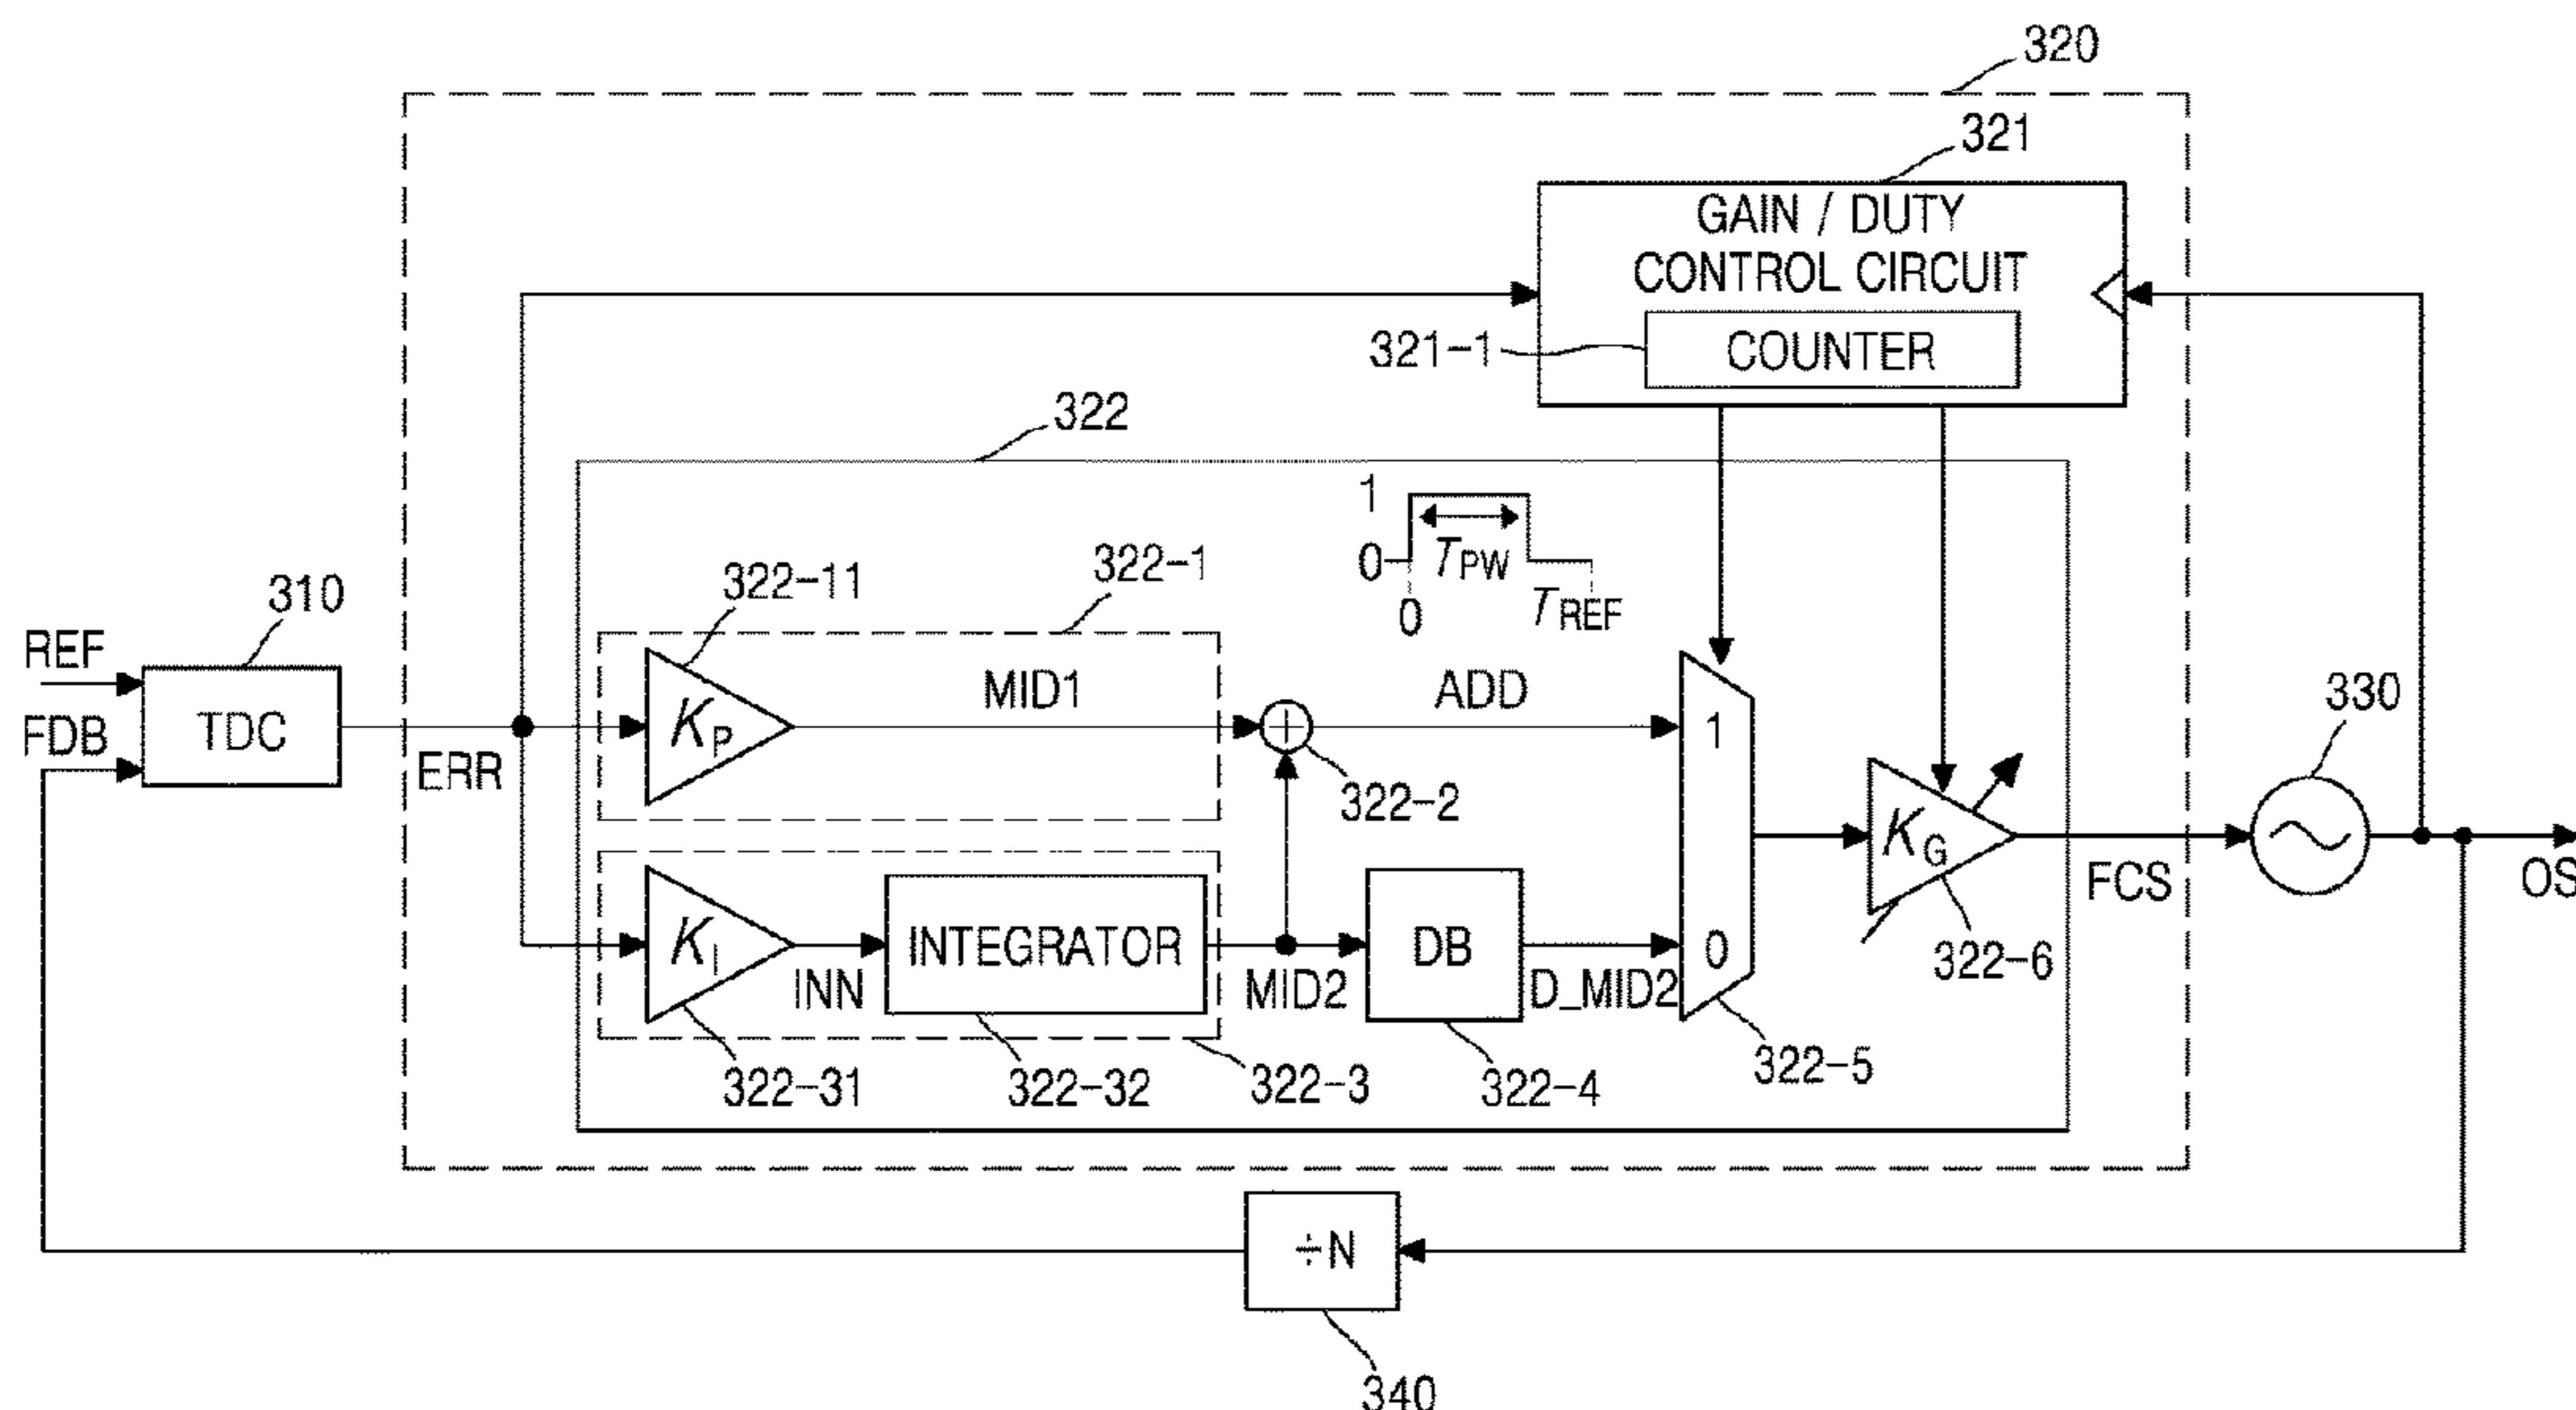 320
321
GAIN / DUTY
CONTROL CIRCUIT
321-1
COUNTER
322
1
0
TPW
0
TREF
322-11
322-1
310
REF
FDB
TDC
ERR
KP
MID1
ADD
322-2
1
330
KG
FCS
OS
322-6
KI
INN
INTEGRATOR
MID2
DB
D_MID2
0
322-5
322-31
322-32
322-3
322-4
÷N
340